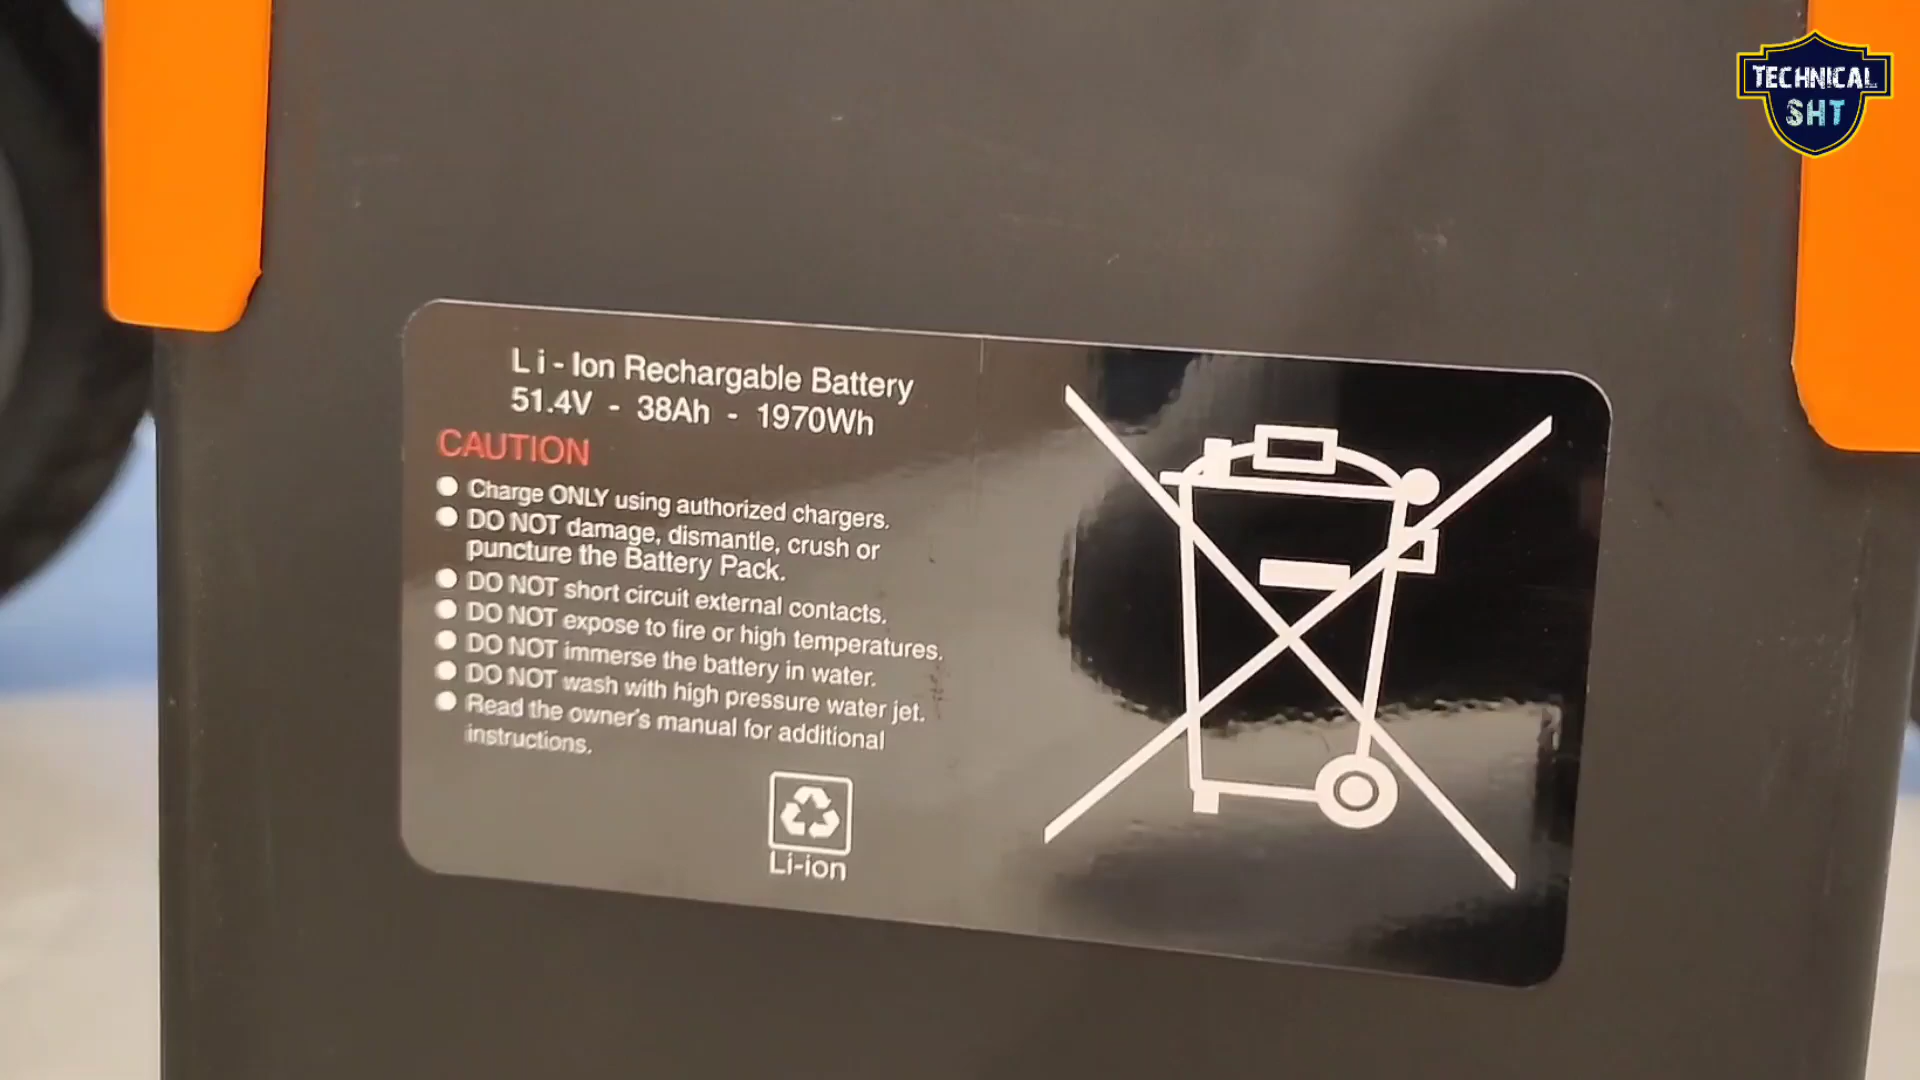 TECHNICAL
SHT
Li-Ion Rechargable Battery
51.4V - 38Ah - 1970Wh
CAUTION
Charge ONLY using authorized chargers.
DO NOT damage, dismantle, crush or
puncture the Battery Pack.
DO NOT short circuit external contacts.
DO NOT expose to fire or high temperatures.
DO NOT immerse the battery in water.
DO NOT wash with high pressure water jet.
Read the owner's manual for additional
instructions.
Li-ion